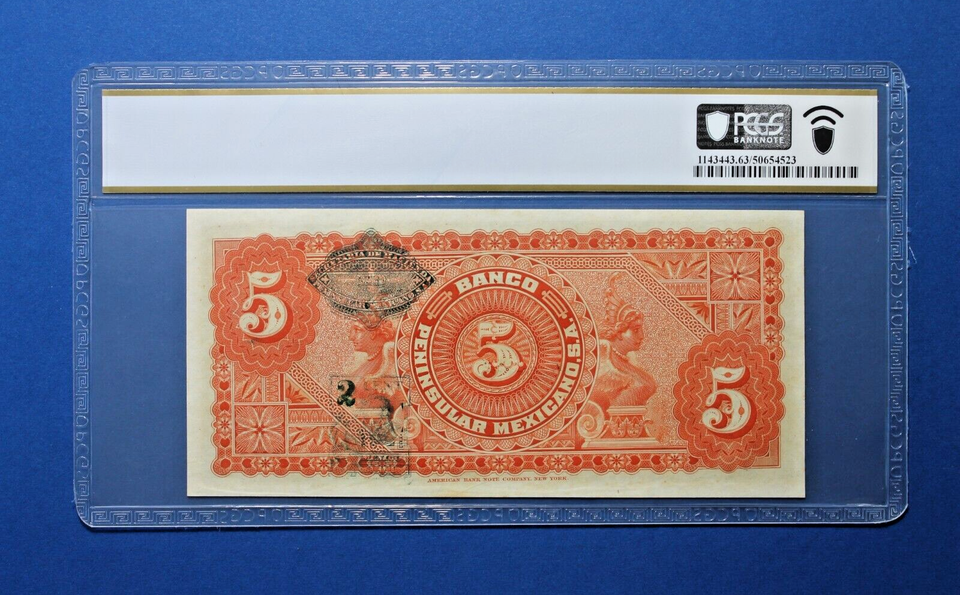 PCGS
BANKNOTE
1143443.63/50654523
BANCO
PENINSULAR MEXICANO, S.A.
5
5
5
2
AMERICAN BANK NOTE COMPANY, NEW YORK